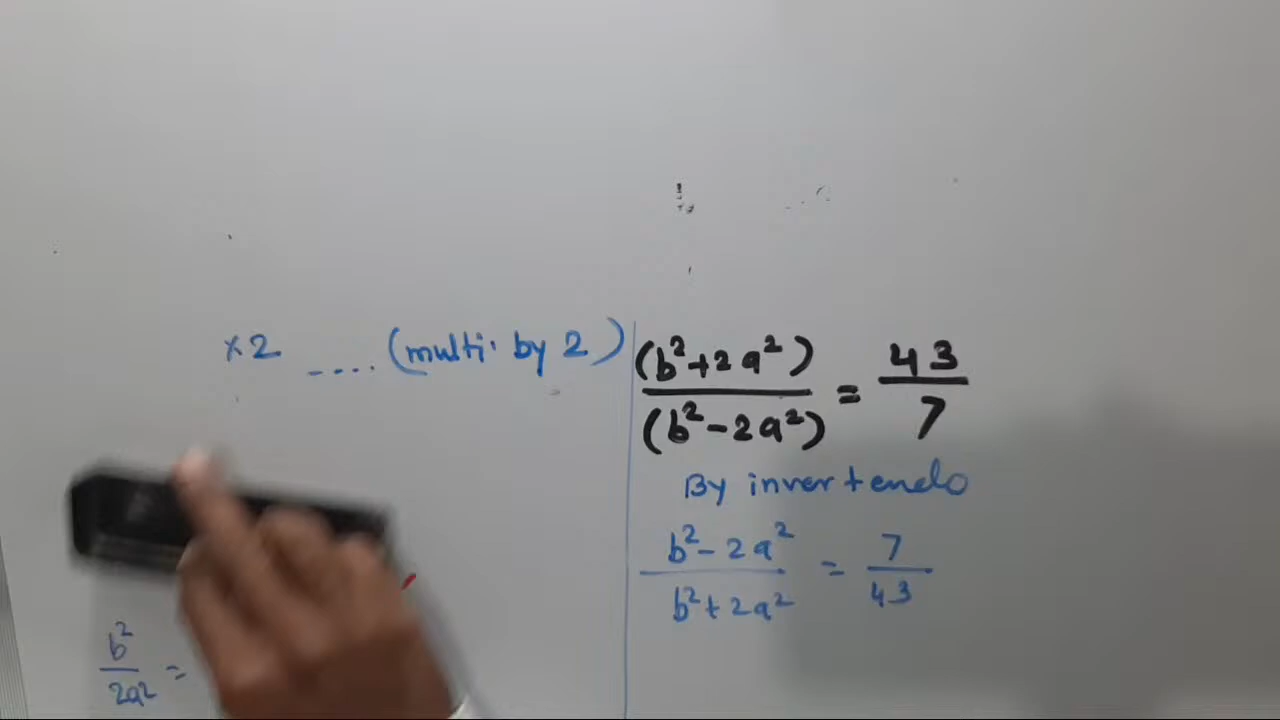 ×2 .... (multi. by 2)
b²/2a² =
(b²+2a²)/(b²-2a²) = 43/7
By invertendo
b²-2a²/b²+2a² = 7/43